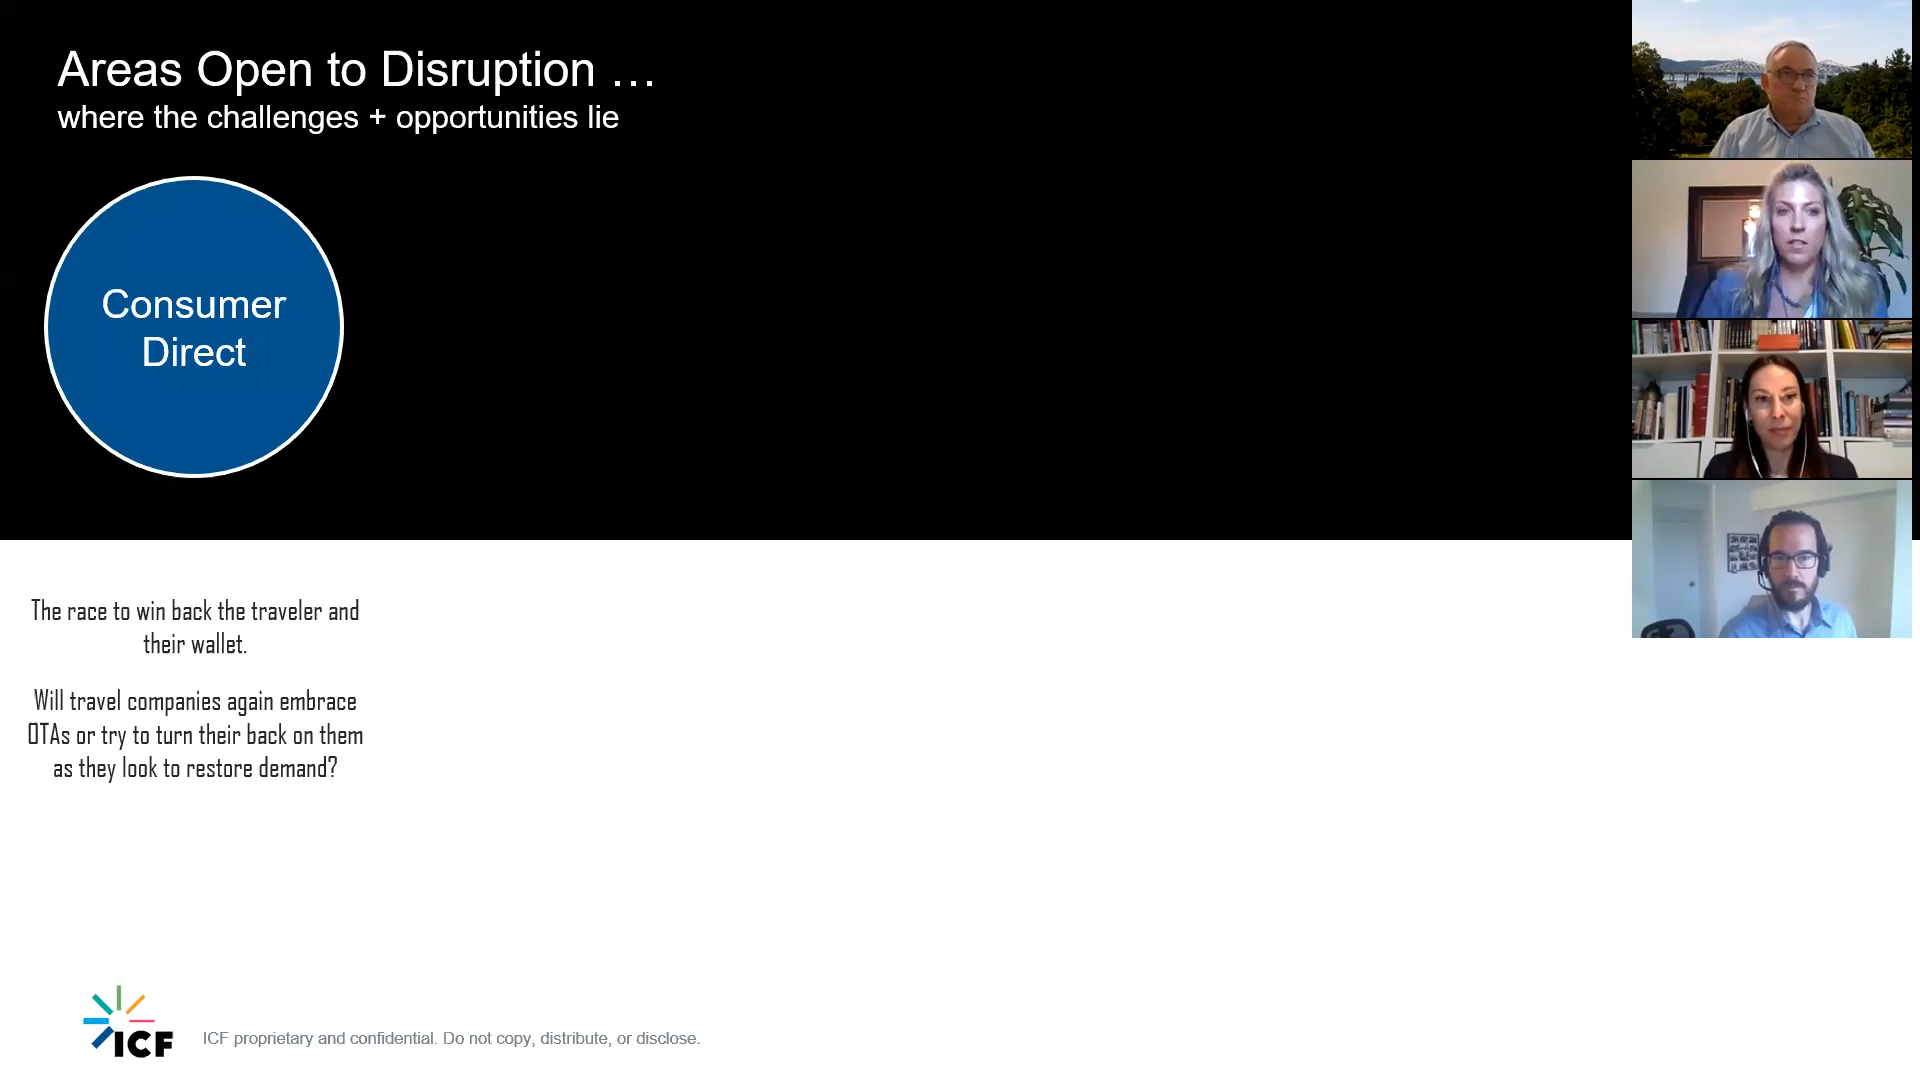 Areas Open to Disruption …
where the challenges + opportunities lie
Consumer
Direct
The race to win back the traveler and
their wallet.
Will travel companies again embrace
OTAs or try to turn their back on them
as they look to restore demand?
ICF
ICF proprietary and confidential. Do not copy, distribute, or disclose.